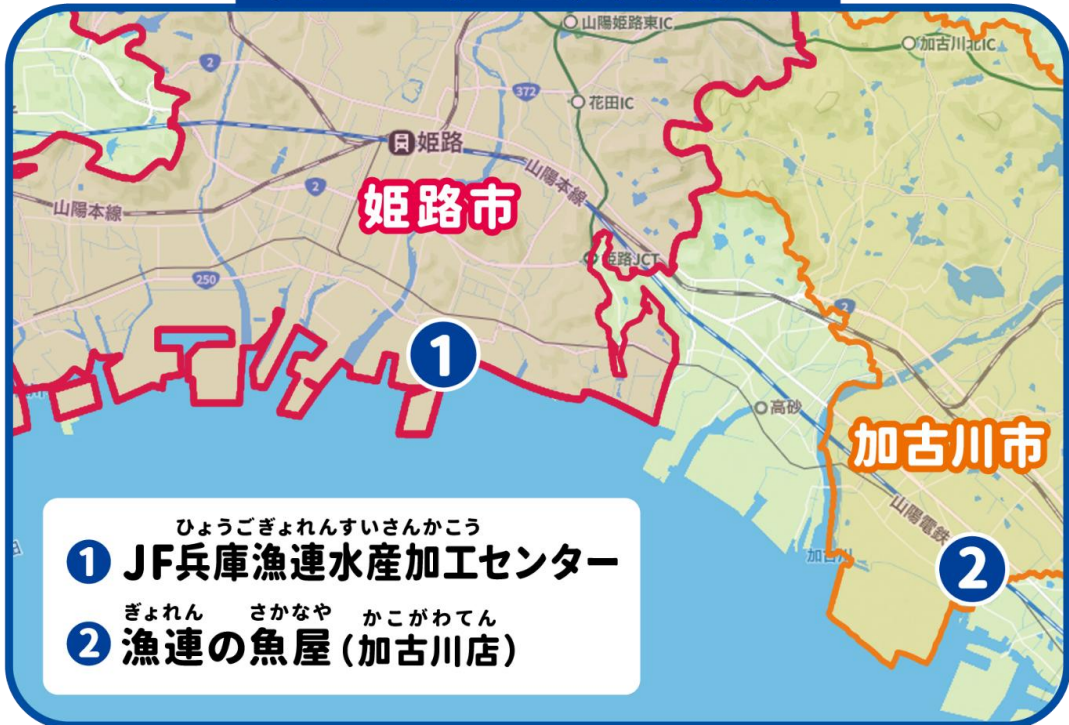 山陽姫路東IC
加古川北IC
2
372
花田IC
姫路
山陽本線
2
姫路市
山陽本線
姫路JCT
250
2
1
高砂
加古川市
山陽電鉄
加古川
2
ひょうごぎょれんすいさんかこう
1 JF兵庫漁連水産加工センター
ぎょれん さかなや かこがわてん
2 漁連の魚屋(加古川店)